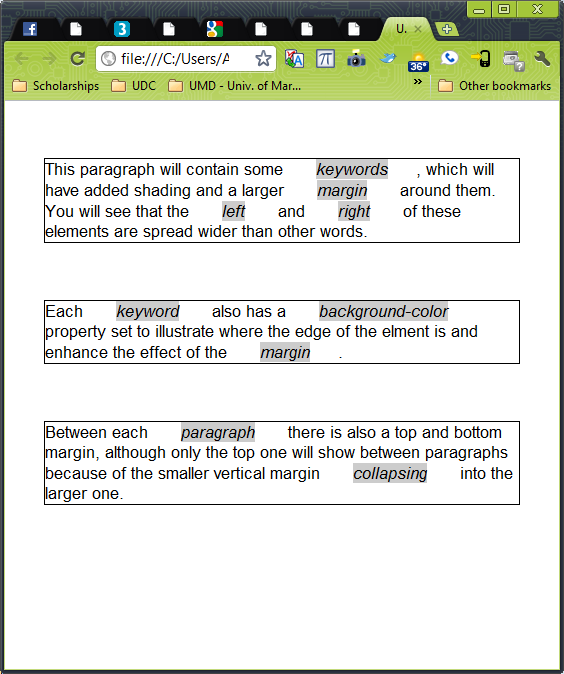 U.
file:///C:/Users/A
36°
Scholarships UDC UMD - Univ. of Mar... » Other bookmarks
This paragraph will contain some keywords , which will
have added shading and a larger margin around them.
You will see that the left and right of these
elements are spread wider than other words.
Each keyword also has a background-color
property set to illustrate where the edge of the elment is and
enhance the effect of the margin .
Between each paragraph there is also a top and bottom
margin, although only the top one will show between paragraphs
because of the smaller vertical margin collapsing into the
larger one.